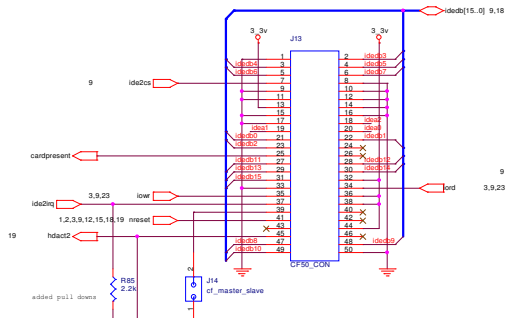 idedb[15..0] 9,18
J13
3_3v 3_3v
1 2 idedb3
idedb4 3 4 idedb5
idedb6 5 6 idedb7
9 ide2cs 7 8
9 10
11 12
13 14
15 16
17 18 idea2
idea1 19 20 idea0
idedb0 21 22 idedb1
idedb2 23 24
cardpresent 25 26
idedb11 27 28 idedb12
idedb13 29 30 idedb14
idedb15 31 32
9
33 34 iord 3,9,23
3,9,23 iowr 35 36
ide2irq 37 38
39 40
1,2,3,9,12,15,18,19 nreset 41 42
43 44
19 hdact2 45 46
idedb8 47 48 idedb9
idedb10 49 50
CF50_CON
2
R85
2.2k
J14
cf_master_slave
added pull downs
1